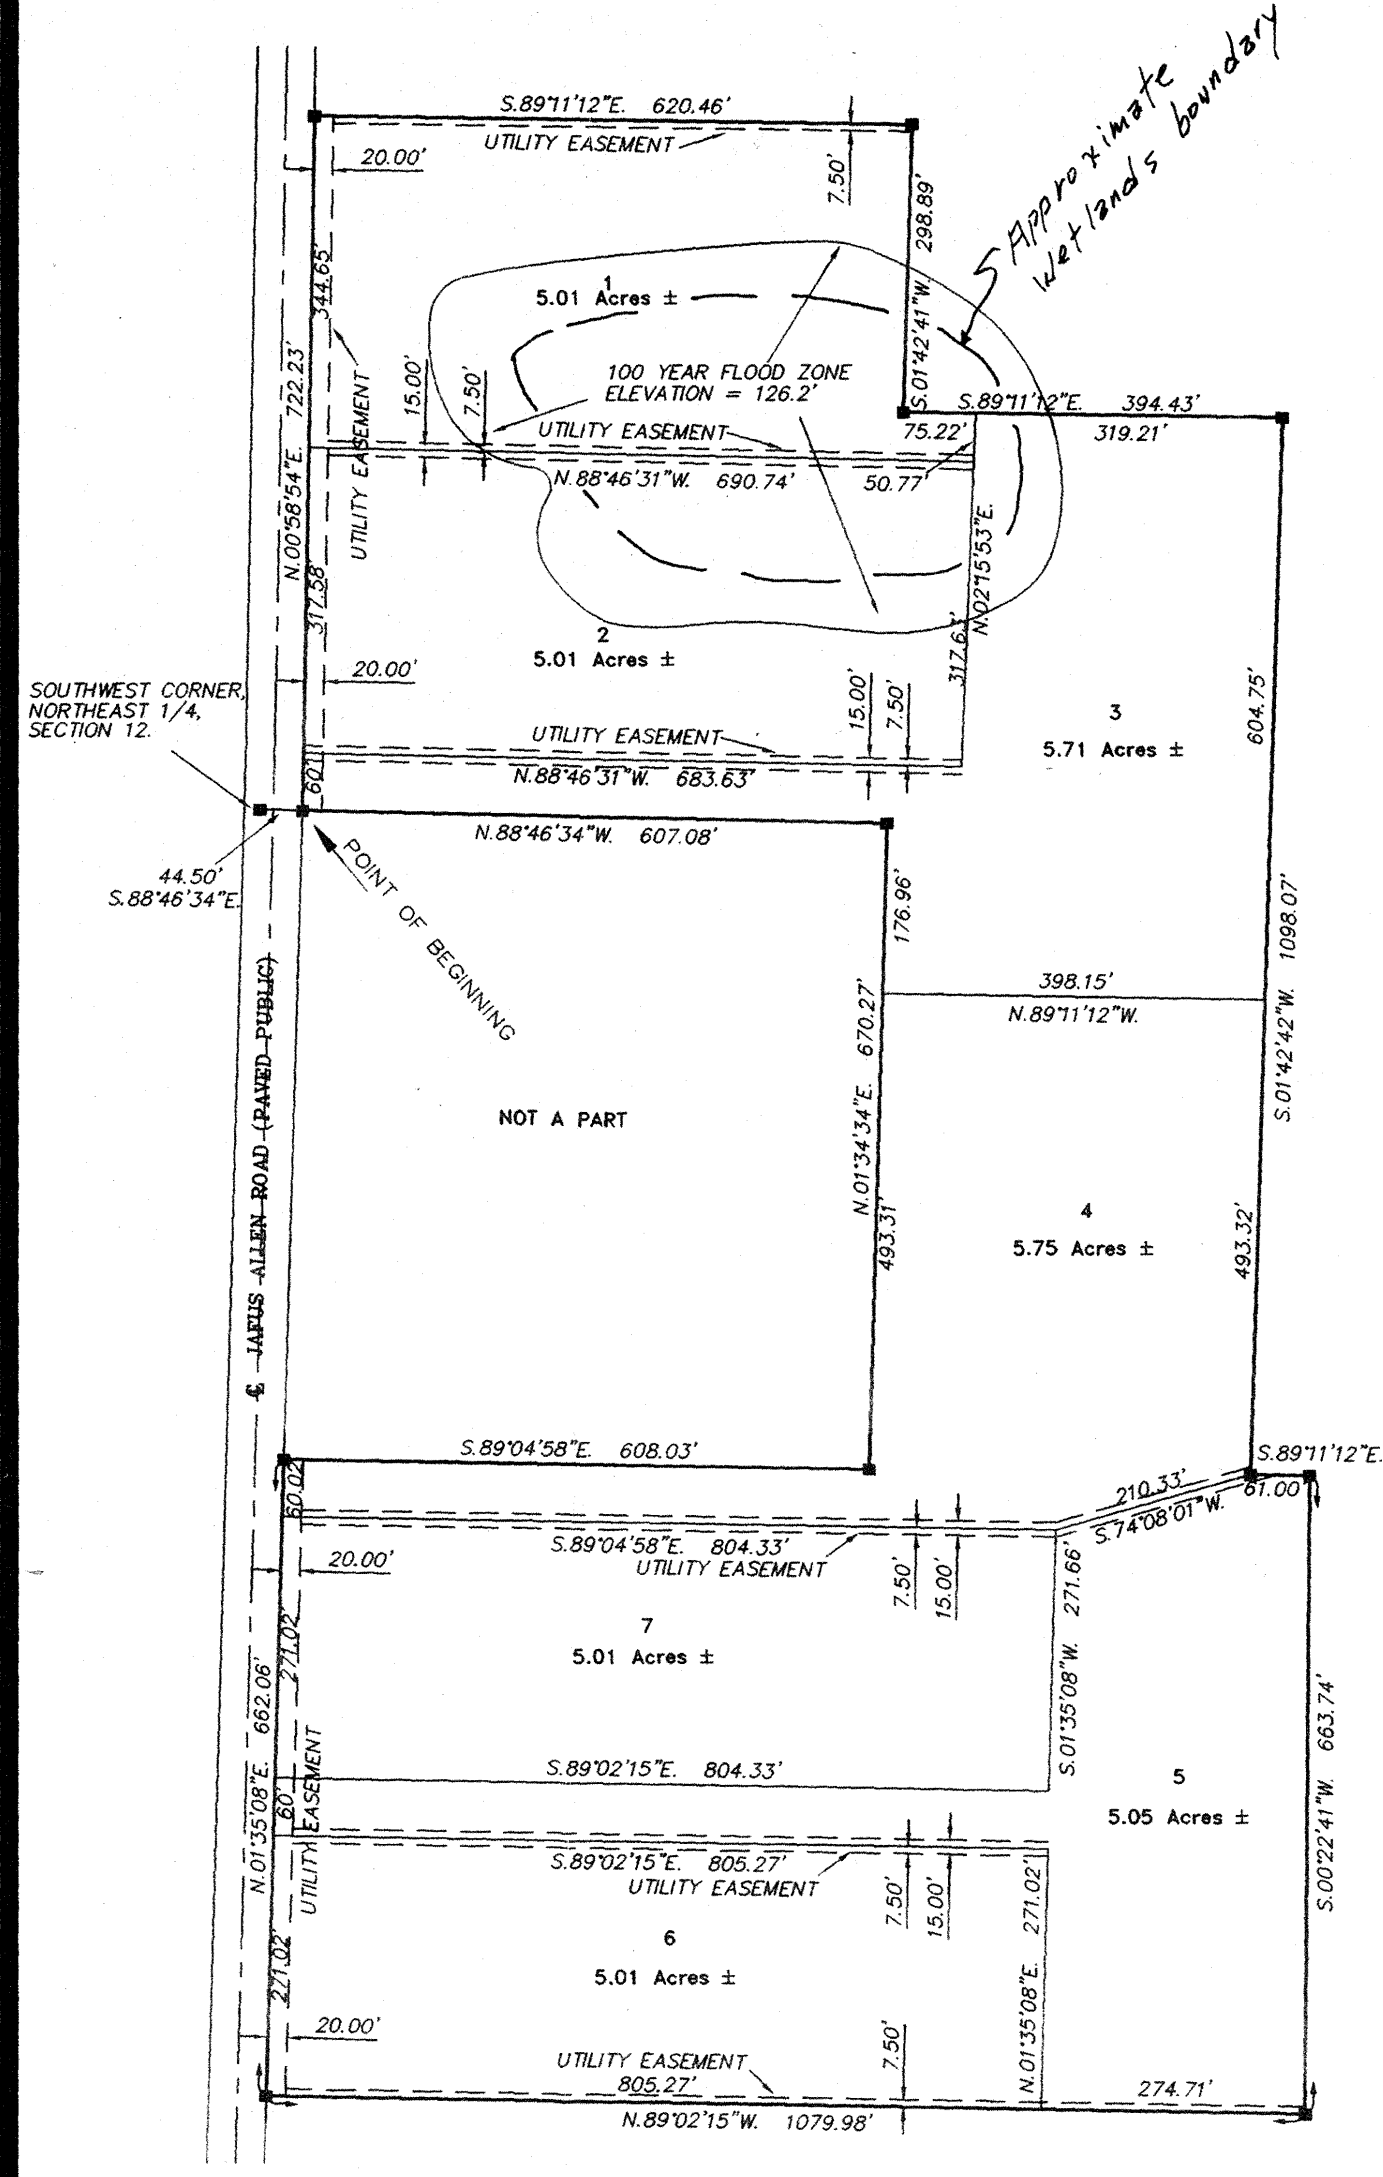 Approximate
Wetlands boundary
S.89°11'12"E. 620.46'
UTILITY EASEMENT
20.00'
7.50'
298.89'
S.01°42'41"W.
344.65'
1
5.01 Acres ±
N.00°58'54"E. 722.23'
UTILITY EASEMENT
15.00'
7.50'
100 YEAR FLOOD ZONE
ELEVATION = 126.2'
S.89°11'12"E. 394.43'
UTILITY EASEMENT
75.22'
319.21'
N.88°46'31"W. 690.74'
50.77'
N.02°15'53"E.
317.58'
317.63'
2
5.01 Acres ±
20.00'
SOUTHWEST CORNER,
NORTHEAST 1/4,
SECTION 12.
15.00'
7.50'
604.75'
3
5.71 Acres ±
UTILITY EASEMENT
N.88°46'31"W. 683.63'
60'
N.88°46'34"W. 607.08'
44.50'
S.88°46'34"E.
POINT OF BEGINNING
176.96'
S.01°42'42"W. 1098.07'
398.15'
N.89°11'12"W.
N.01°34'34"E. 670.27'
NOT A PART
℄ JAFUS ALLEN ROAD (PAVED PUBLIC)
4
5.75 Acres ±
493.31'
493.32'
S.89°04'58"E. 608.03'
S.89°11'12"E.
61.00'
210.33'
S.74°08'01"W.
60.02'
S.89°04'58"E. 804.33'
UTILITY EASEMENT
20.00'
7.50'
15.00'
271.66'
S.01°35'08"W.
7
5.01 Acres ±
271.02'
N.01°35'08"E. 662.06'
S.00°22'41"W. 663.74'
S.89°02'15"E. 804.33'
60'
UTILITY EASEMENT
5
5.05 Acres ±
S.89°02'15"E. 805.27'
UTILITY EASEMENT
7.50'
15.00'
271.02'
N.01°35'08"E.
6
5.01 Acres ±
271.02'
20.00'
7.50'
UTILITY EASEMENT
805.27'
274.71'
N.89°02'15"W. 1079.98'